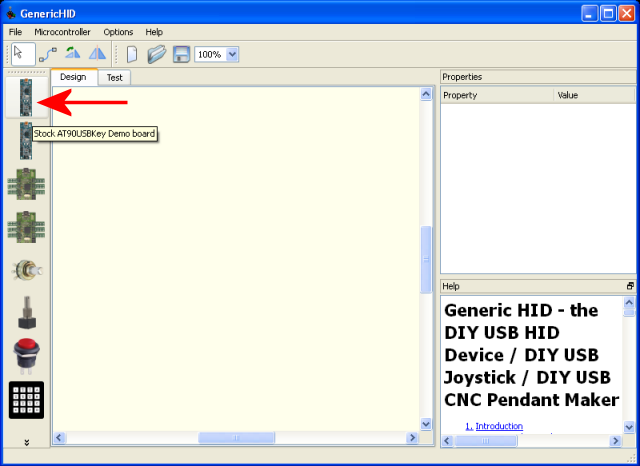 GenericHID
File Microcontroller Options Help
100%
Design Test
Stock AT90USBKey Demo board
Properties
Property Value
Help
Generic HID - the
DIY USB HID
Device / DIY USB
Joystick / DIY USB
CNC Pendant Maker
1. Introduction